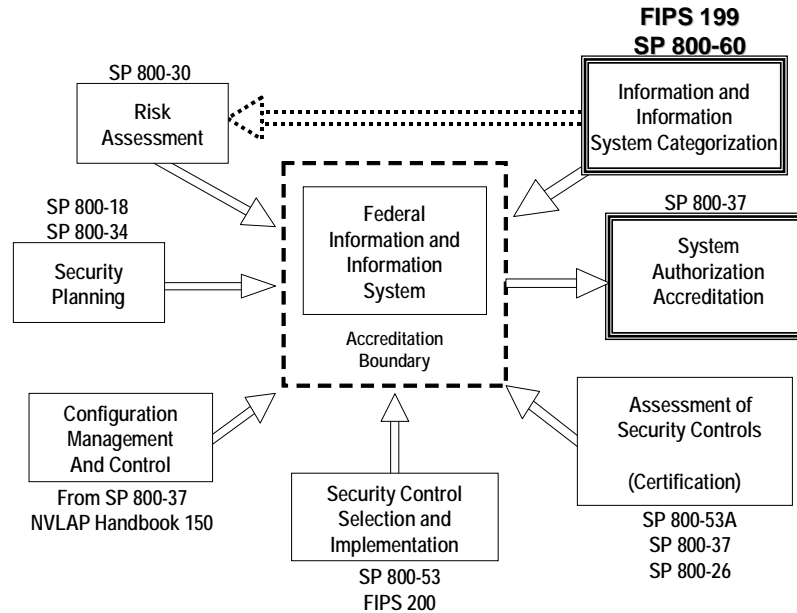 FIPS 199
SP 800-60
SP 800-30
Risk
Assessment
Information and
Information
System Categorization
SP 800-18
SP 800-34
Security
Planning
Federal
Information and
Information
System
Accreditation
Boundary
SP 800-37
System
Authorization
Accreditation
Configuration
Management
And Control
From SP 800-37
NVLAP Handbook 150
Security Control
Selection and
Implementation
SP 800-53
FIPS 200
Assessment of
Security Controls
(Certification)
SP 800-53A
SP 800-37
SP 800-26